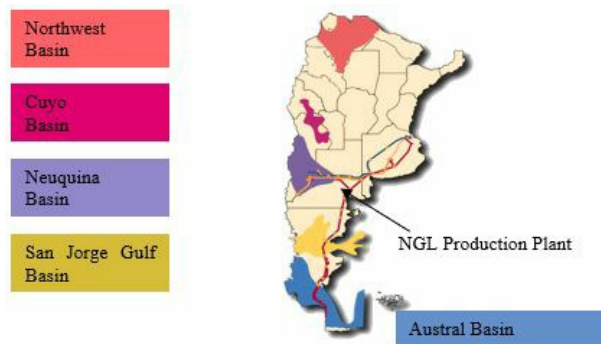 Northwest
Basin
Cuyo
Basin
Neuquina
Basin
San Jorge Gulf
Basin
NGL Production Plant
Austral Basin